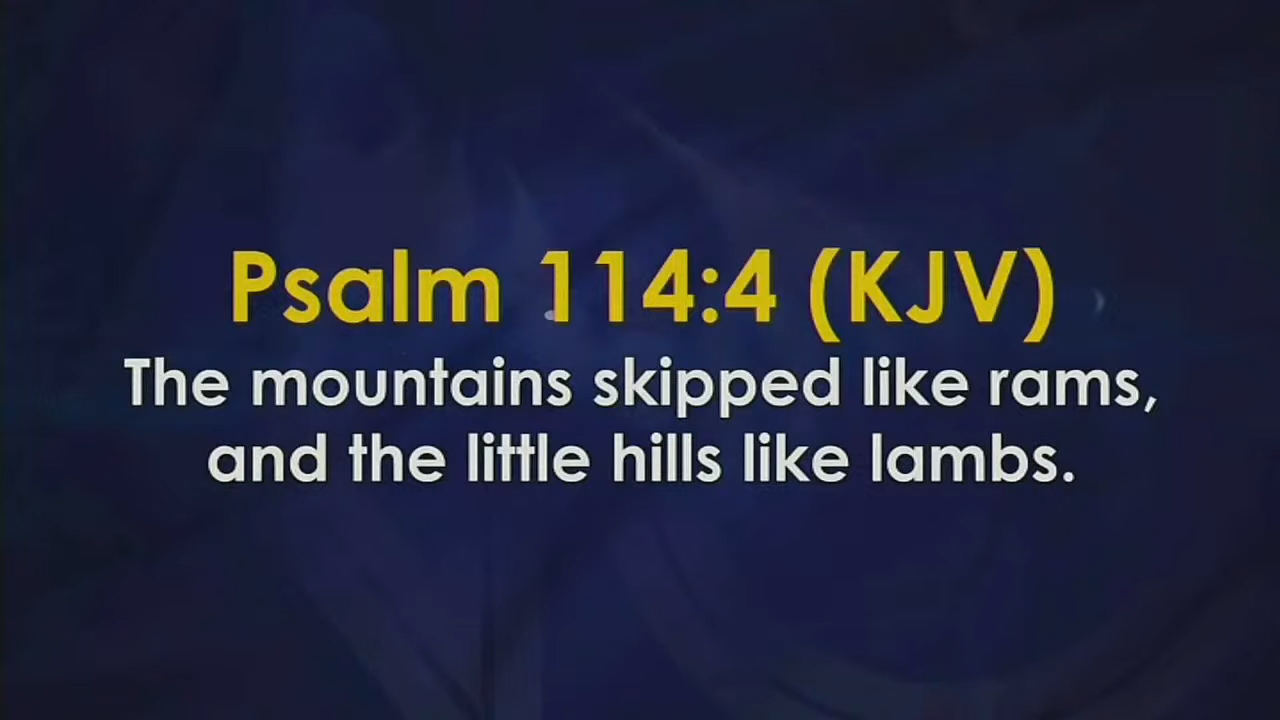 Psalm 114:4 (KJV)
The mountains skipped like rams,
and the little hills like lambs.